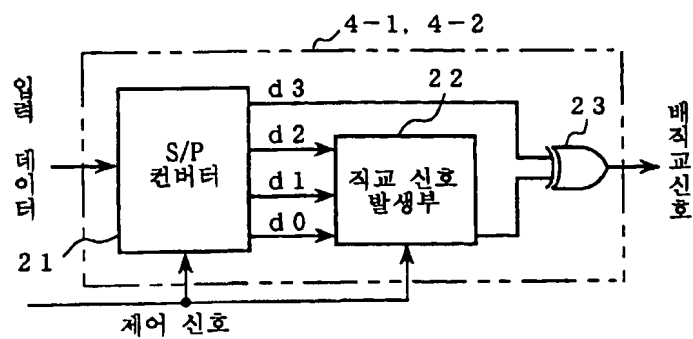 4-1, 4-2
입력 데이터
S/P
컨버터
21
d3
d2
d1
d0
22
직교 신호
발생부
23
배직교신호
제어 신호